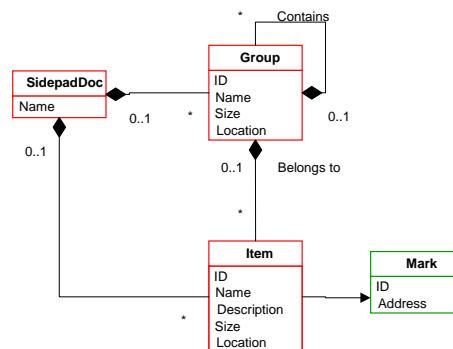 * Contains
Group
SidepadDoc
ID
Name
Name
Size
0..1
*
0..1
Location
0..1
0..1
Belongs to
*
Item
Mark
ID
ID
Name
Address
Description
*
Size
Location